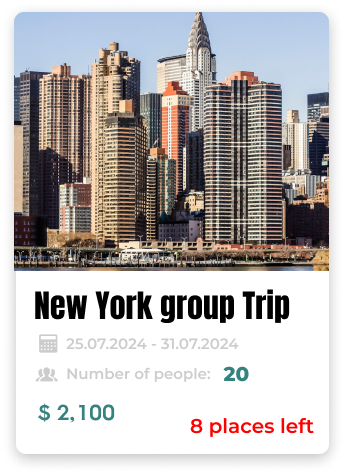 New York group Trip
25.07.2024 - 31.07.2024
Number of people: 20
$ 2,100
8 places left